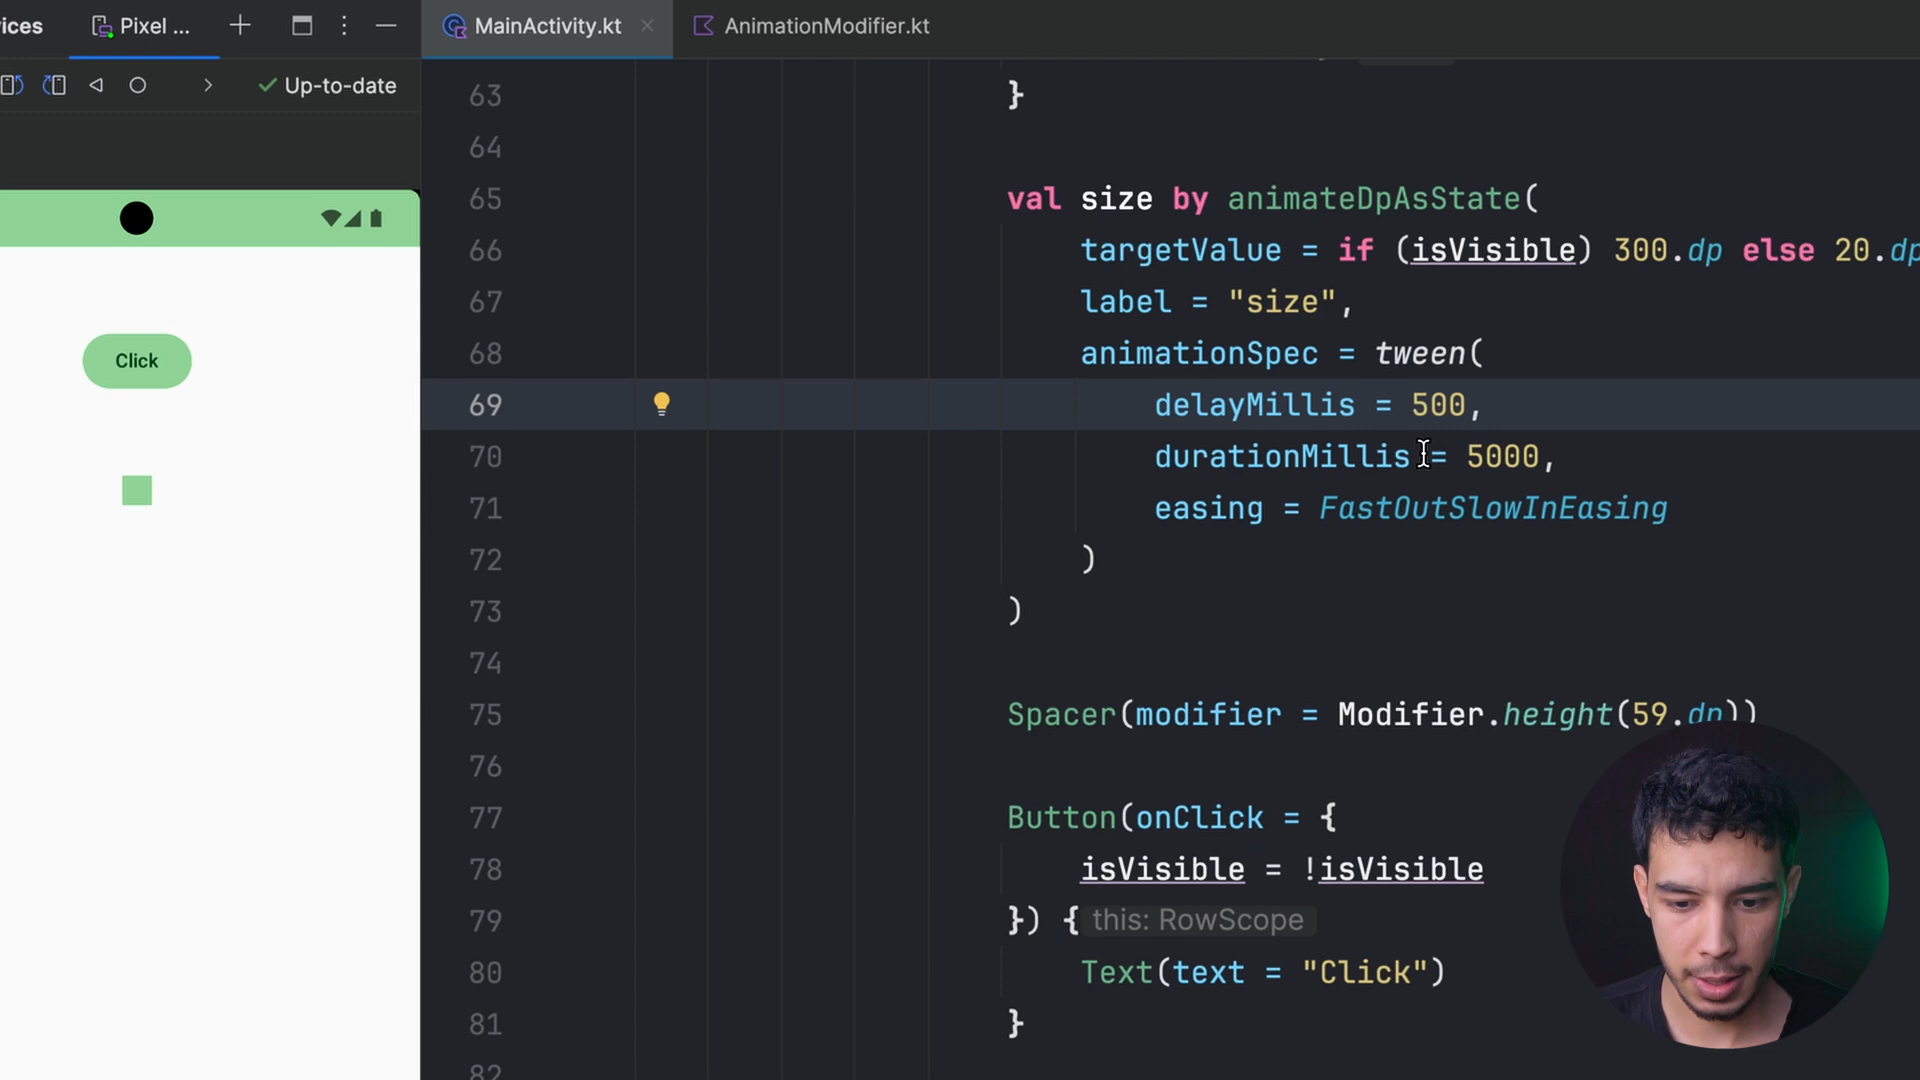 ices
Pixel ...
MainActivity.kt
AnimationModifier.kt
Up-to-date
Click
63 }
64
65 val size by animateDpAsState(
66 targetValue = if (isVisible) 300.dp else 20.dp
67 label = "size",
68 animationSpec = tween(
69 delayMillis = 500,
70 durationMillis = 5000,
71 easing = FastOutSlowInEasing
72 )
73 )
74
75 Spacer(modifier = Modifier.height(59.dp))
76
77 Button(onClick = {
78 isVisible = !isVisible
79 }) { this: RowScope
80 Text(text = "Click")
81 }
82